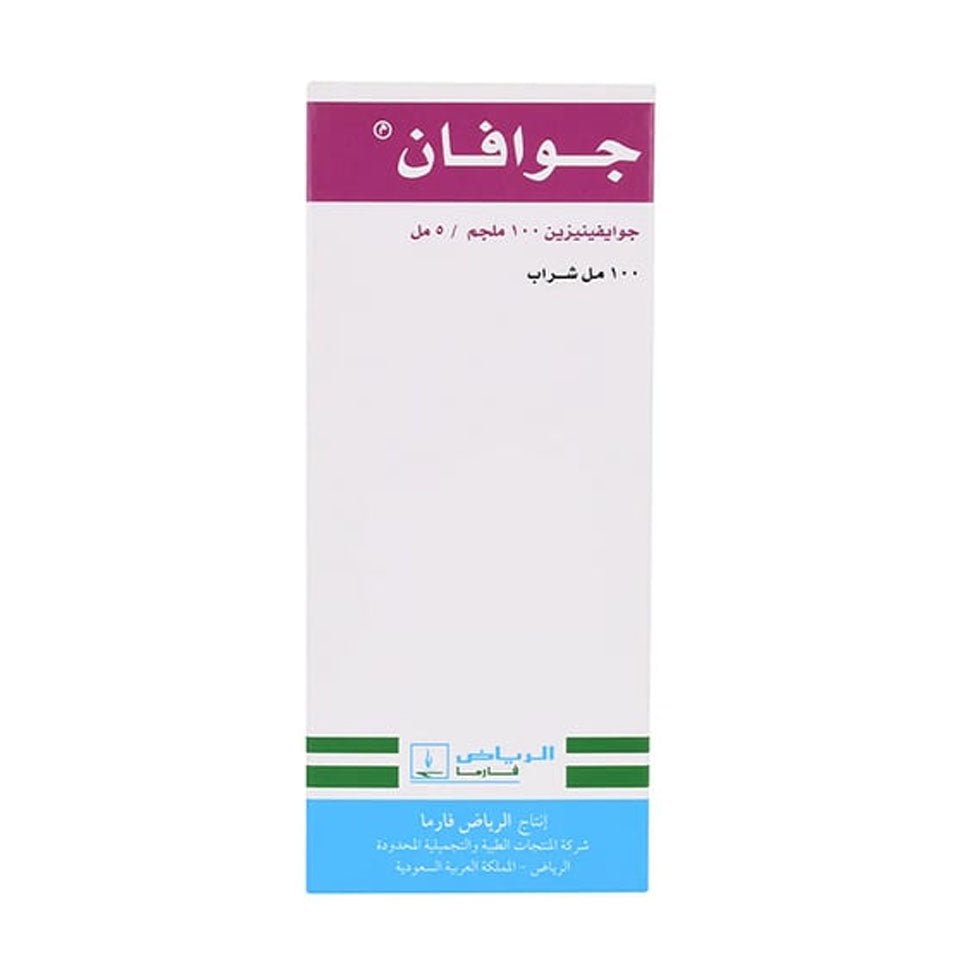 جوافان ®
جوايفينيزين ١٠٠ ملجم / ٥ مل
١٠٠ مل شراب
الرياض
فارما
إنتاج الرياض فارما
شركة المنتجات الطبية والتجميلية المحدودة
الرياض - المملكة العربية السعودية